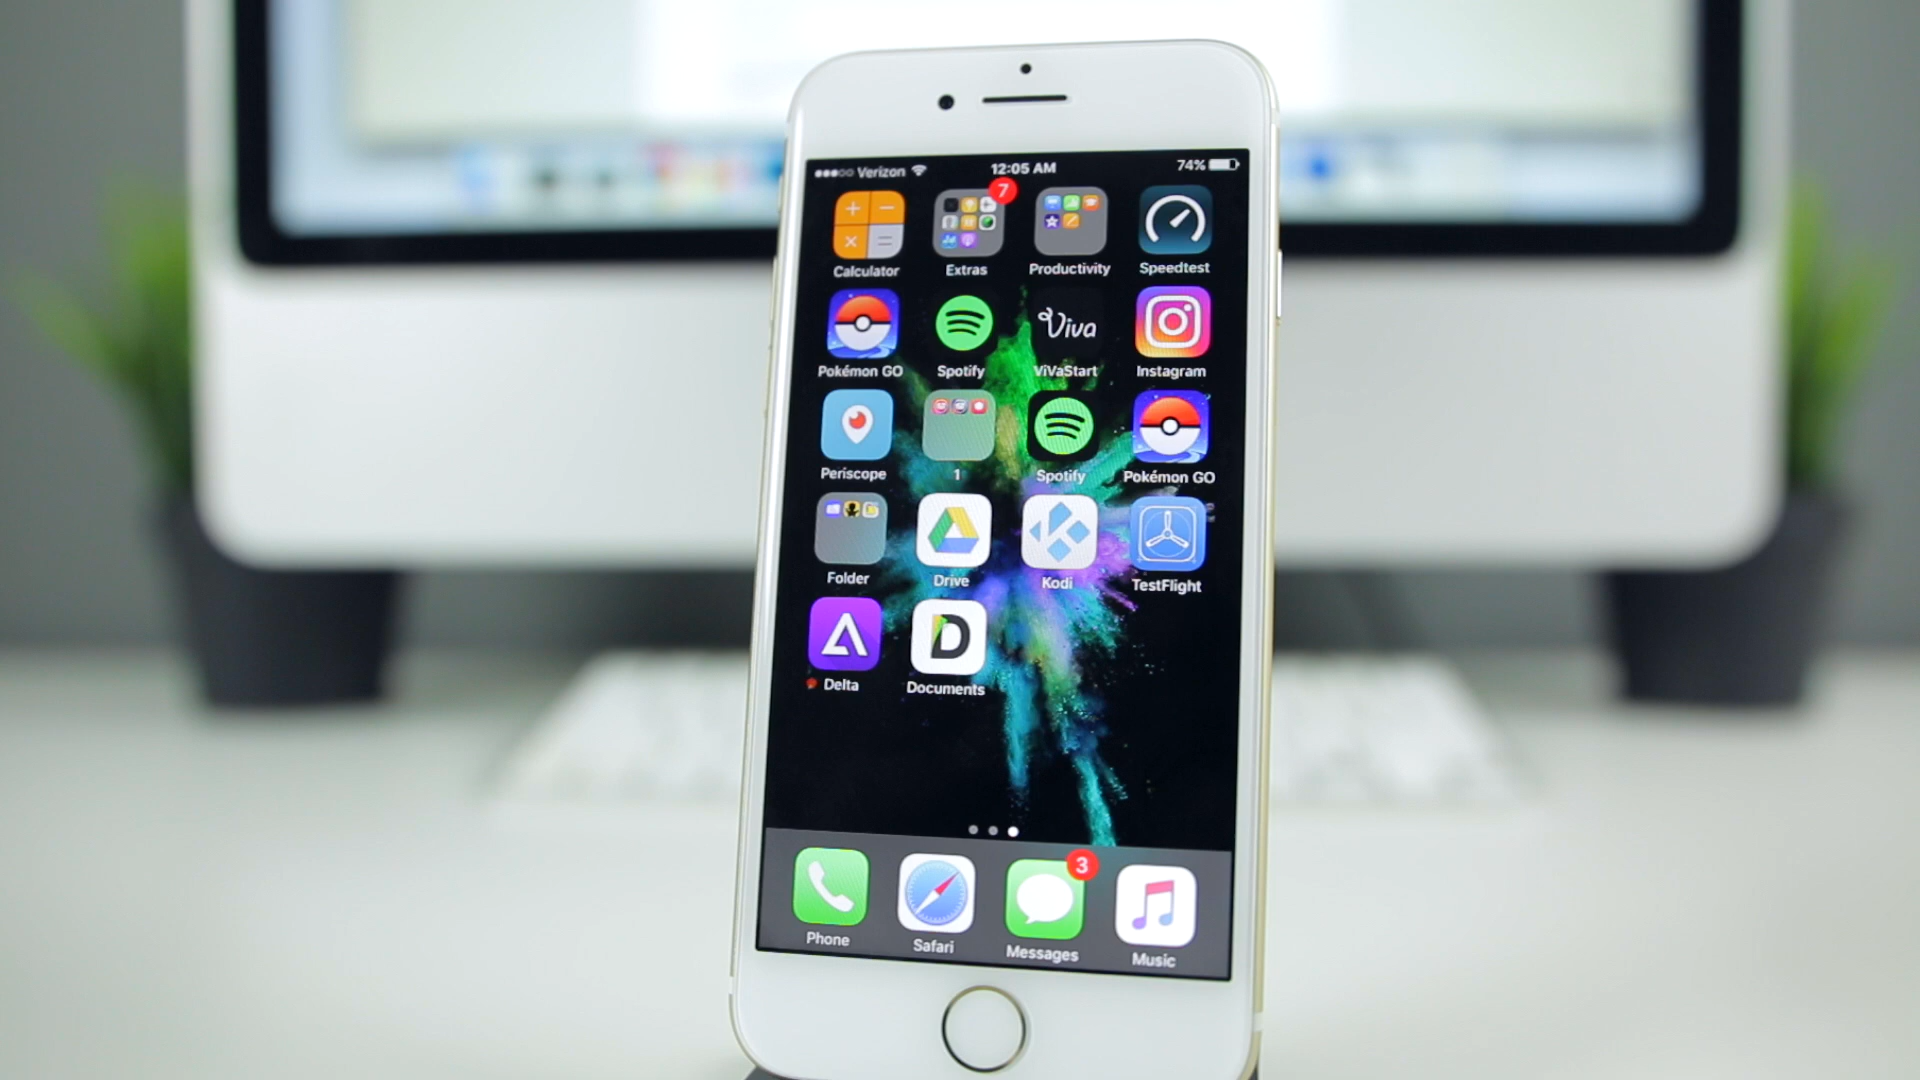 Verizon 12:05 AM 74%
7
Calculator Extras Productivity Speedtest
Viva
Pokémon GO Spotify ViVaStart Instagram
Periscope 1 Spotify Pokémon GO
Folder Drive Kodi TestFlight
D
Delta Documents
3
Phone Safari Messages Music